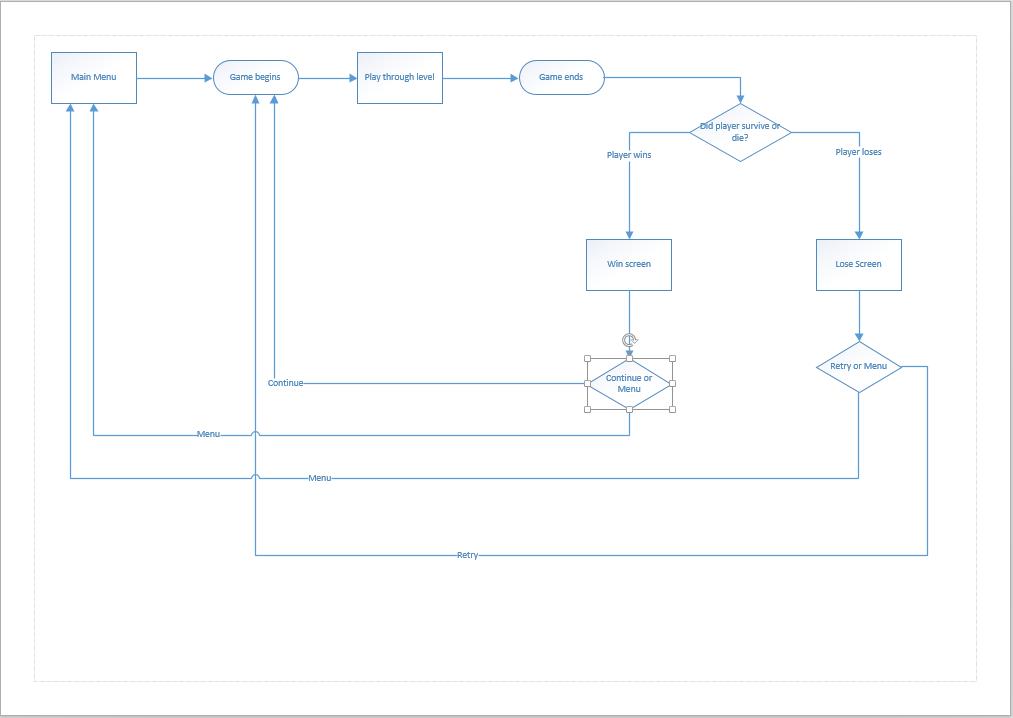 Main Menu
Game begins
Play through level
Game ends
Did player survive or
die?
Player wins
Player loses
Win screen
Lose Screen
Retry or Menu
Continue or
Menu
Continue
Menu
Menu
Retry